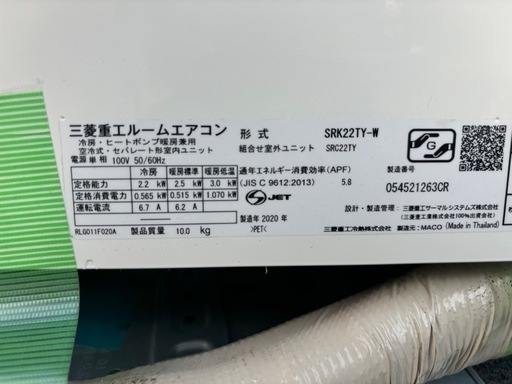 三菱重工ルームエアコン
冷房・ヒートポンプ暖房兼用
空冷式・セパレート形室内ユニット
電源 単相 100V 50/60Hz
形式 SRK22TY-W
組合せ室外ユニット SRC22TY
冷房 暖房標準 暖房低温
定格能力 2.2 kW 2.5 kW 3.0 kW
定格消費電力 0.565 kW 0.515 kW 1.070 kW
運転電流 6.7 A 6.2 A
通年エネルギー消費効率(APF)
(JIS C 9612:2013) 5.8
JET
G
製造番号
054521263CR
RLG011F020A 製品質量 10.0 kg
製造年 2020 年
>PET<
販売元:三菱重工サーマルシステムズ株式会社
(三菱重工業株式会社100%出資会社)
三菱重工冷熱株式会社 製造元:MACO (Made in Thailand)